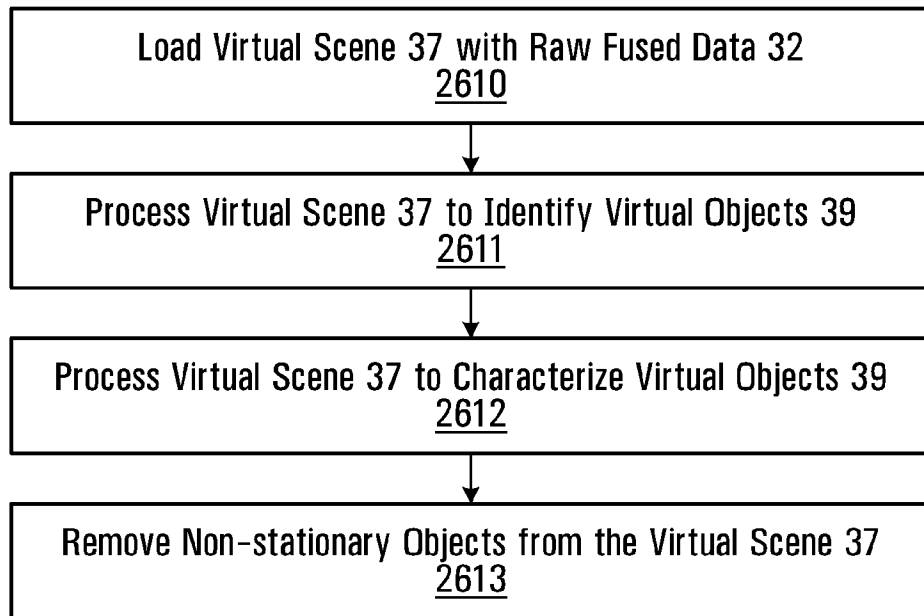 Load Virtual Scene 37 with Raw Fused Data 32
2610
Process Virtual Scene 37 to Identify Virtual Objects 39
2611
Process Virtual Scene 37 to Characterize Virtual Objects 39
2612
Remove Non-stationary Objects from the Virtual Scene 37
2613